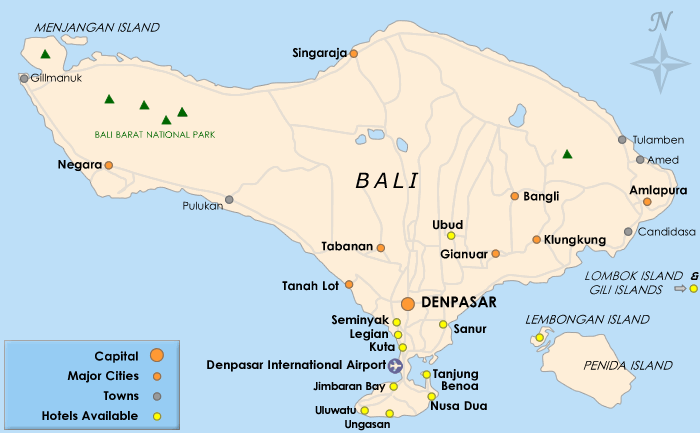 MENJANGAN ISLAND
N
Singaraja
Gilimanuk
BALI BARAT NATIONAL PARK
Tulamben
Amed
Negara
BALI
Amlapura
Bangli
Pulukan
Ubud
Candidasa
Klungkung
Tabanan
Gianuar
LOMBOK ISLAND &
GILI ISLANDS
Tanah Lot
DENPASAR
Seminyak
Sanur
LEMBONGAN ISLAND
Legian
Kuta
Denpasar International Airport
PENIDA ISLAND
Tanjung
Benoa
Jimbaran Bay
Nusa Dua
Uluwatu
Ungasan
Capital
Major Cities
Towns
Hotels Available